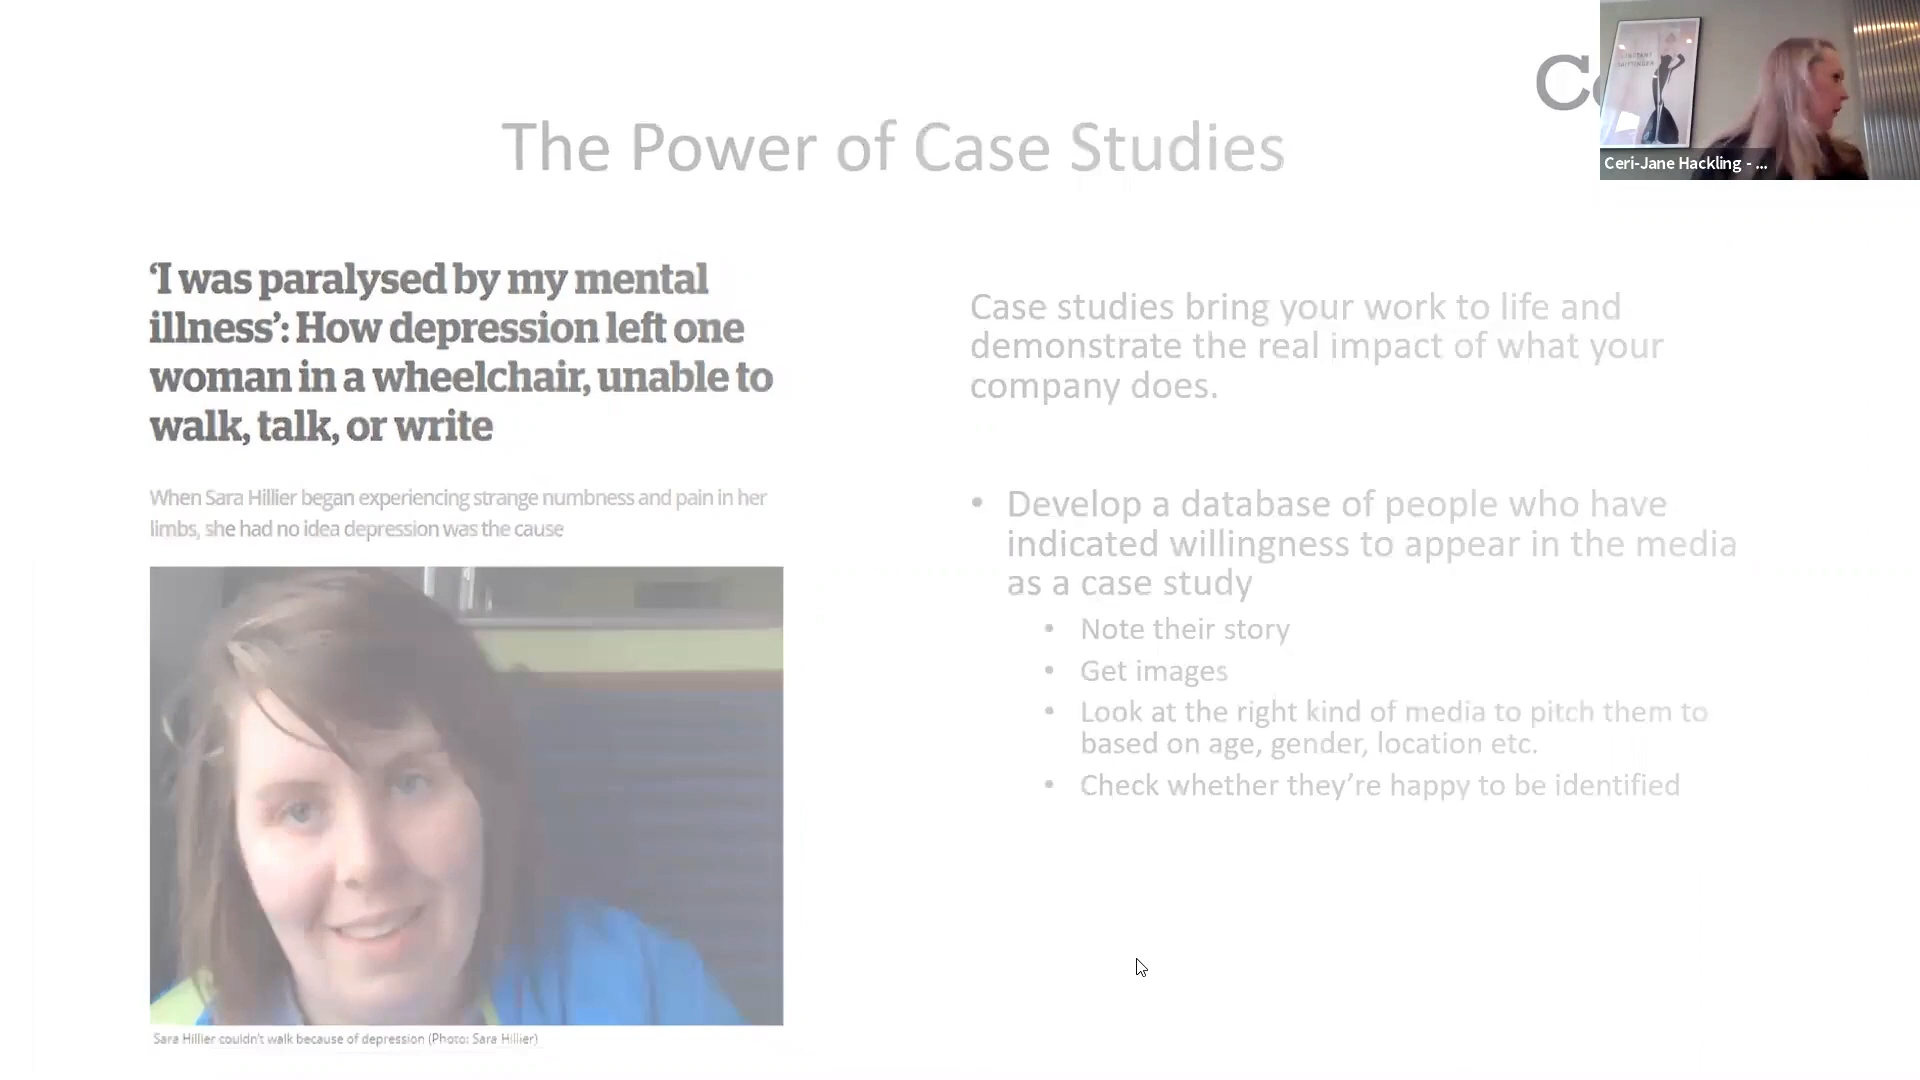 The Power of Case Studies
‘I was paralysed by my mental
illness’: How depression left one
woman in a wheelchair, unable to
walk, talk, or write
When Sara Hillier began experiencing strange numbness and pain in her
limbs, she had no idea depression was the cause
Sara Hillier couldn't walk because of depression (Photo: Sara Hillier)
Case studies bring your work to life and
demonstrate the real impact of what your
company does.
• Develop a database of people who have
indicated willingness to appear in the media
as a case study
• Note their story
• Get images
• Look at the right kind of media to pitch them to
based on age, gender, location etc.
• Check whether they’re happy to be identified
Ceri-Jane Hackling - ...